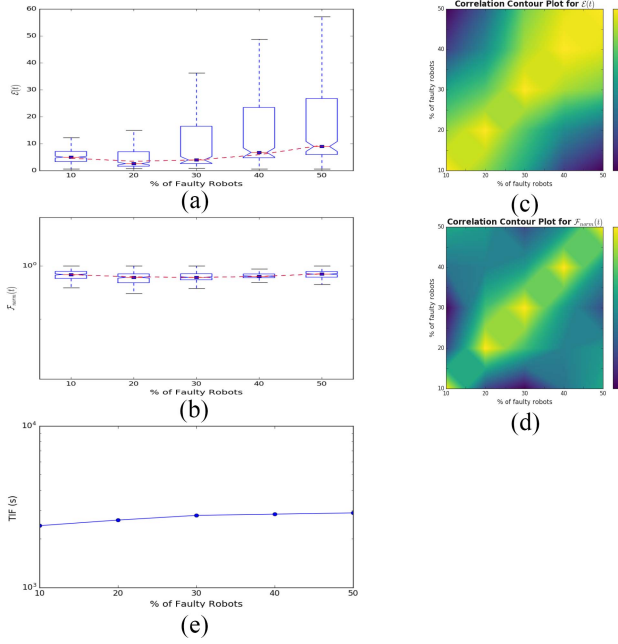 60
50
40
30
20
10
0
ℰ(t)
10 20 30 40 50
% of Faulty Robots
(a)
Correlation Contour Plot for ℰ(t)
50
40
30
20
10
% of faulty robots
10 20 30 40 50
% of faulty robots
(c)
10⁰
ℱnorm(t)
10 20 30 40 50
% of Faulty Robots
(b)
Correlation Contour Plot for ℱnorm(t)
50
40
30
20
10
% of faulty robots
10 20 30 40 50
% of faulty robots
(d)
10⁴
10³
TIF (s)
10 20 30 40 50
% of Faulty Robots
(e)